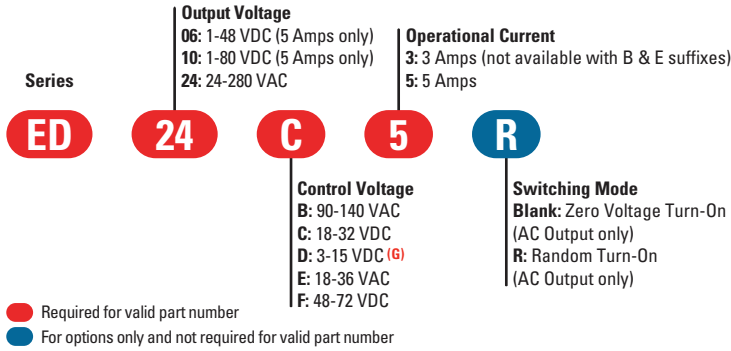 Output Voltage
06: 1-48 VDC (5 Amps only)
10: 1-80 VDC (5 Amps only)
24: 24-280 VAC
Operational Current
3: 3 Amps (not available with B & E suffixes)
5: 5 Amps
Series
ED
24
C
5
R
Control Voltage
B: 90-140 VAC
C: 18-32 VDC
D: 3-15 VDC (G)
E: 18-36 VAC
F: 48-72 VDC
Switching Mode
Blank: Zero Voltage Turn-On
(AC Output only)
R: Random Turn-On
(AC Output only)
Required for valid part number
For options only and not required for valid part number